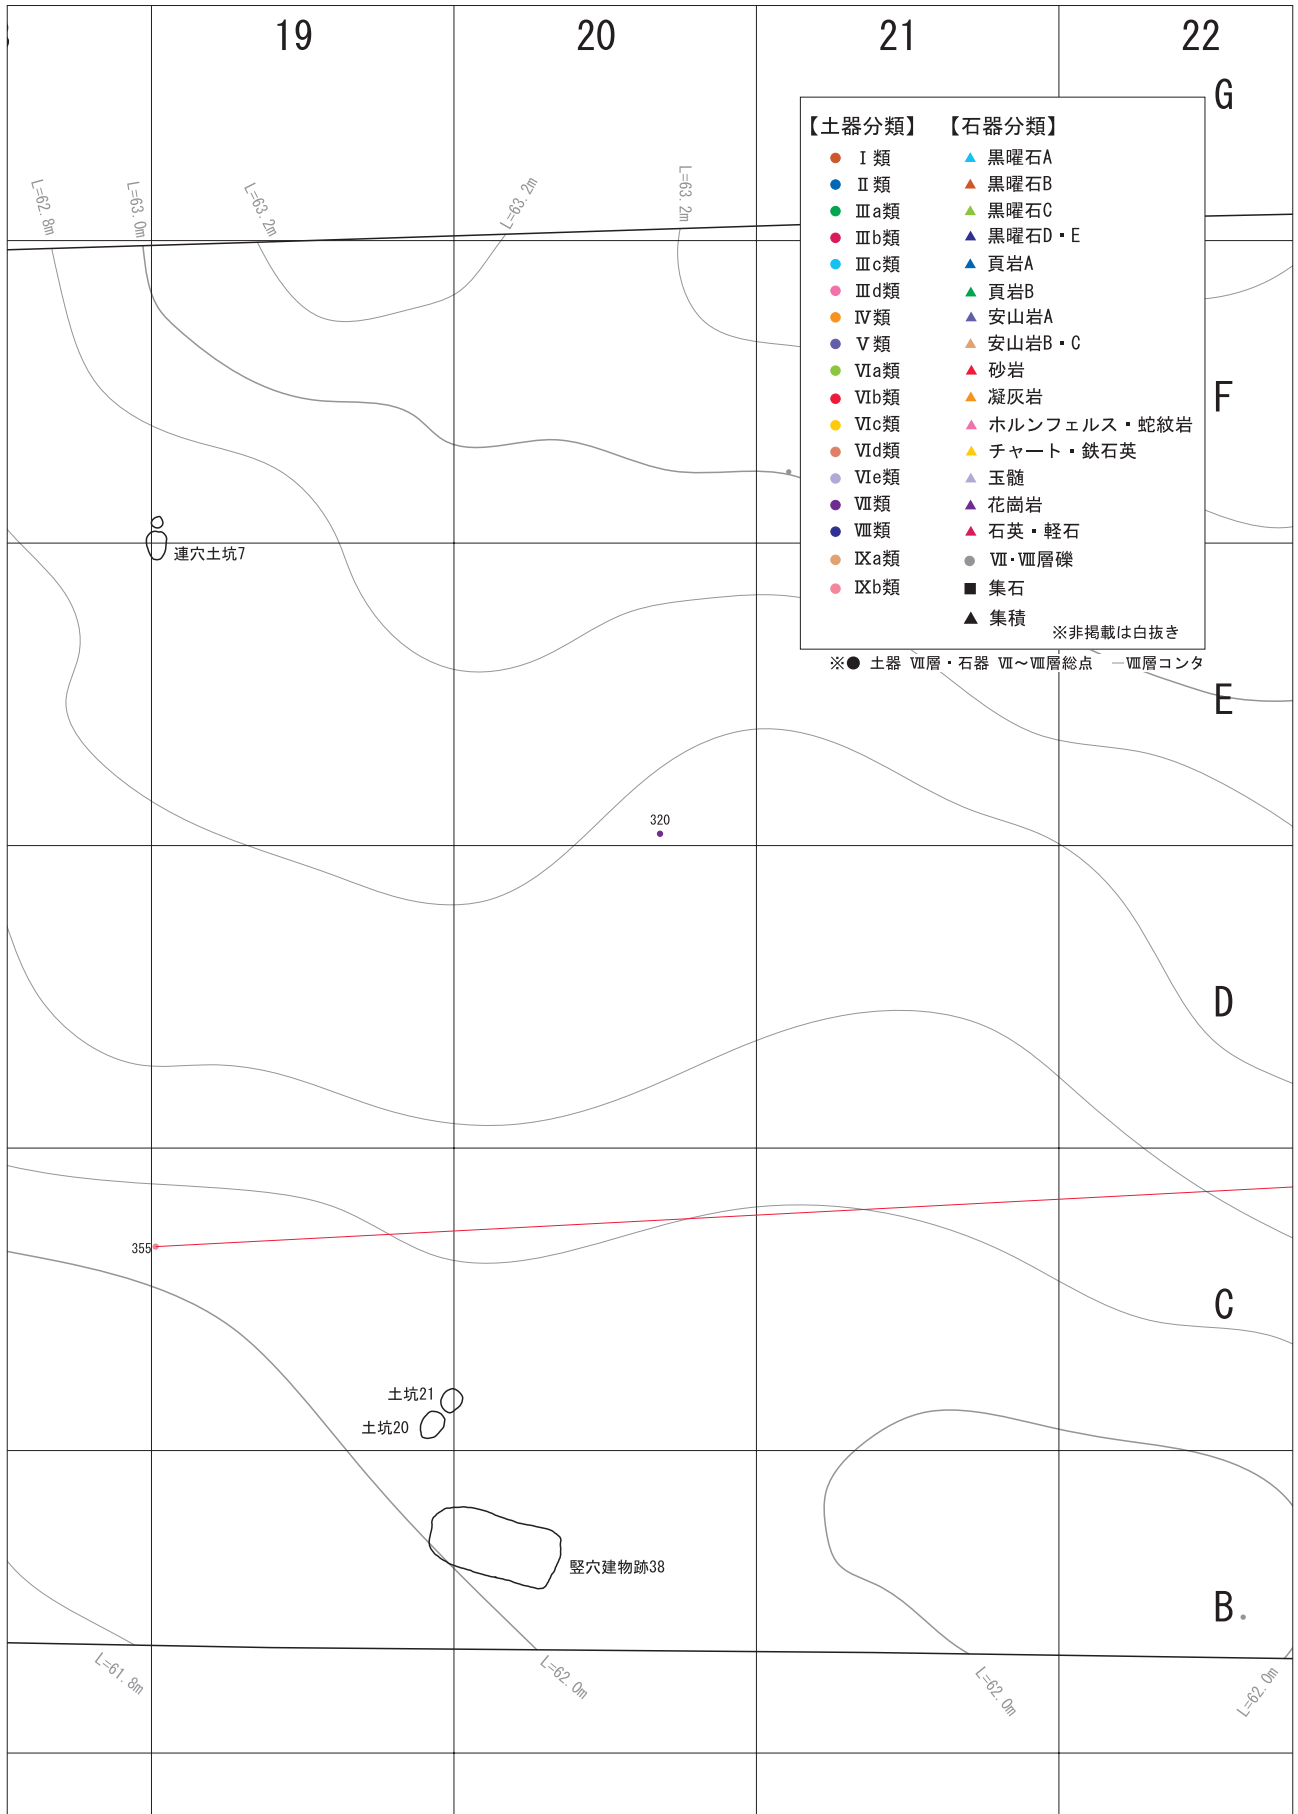 19
20
21
22
G
【土器分類】
Ⅰ類
Ⅱ類
Ⅲa類
Ⅲb類
Ⅲc類
Ⅲd類
Ⅳ類
Ⅴ類
Ⅵa類
Ⅵb類
Ⅵc類
Ⅵd類
Ⅵe類
Ⅶ類
Ⅷ類
Ⅸa類
Ⅸb類
【石器分類】
黒曜石A
黒曜石B
黒曜石C
黒曜石D・E
頁岩A
頁岩B
安山岩A
安山岩B・C
砂岩
凝灰岩
ホルンフェルス・蛇紋岩
チャート・鉄石英
玉髄
花崗岩
石英・軽石
Ⅶ・Ⅷ層礫
集石
集積
※非掲載は白抜き
※● 土器 Ⅶ層・石器 Ⅶ～Ⅷ層総点 ―Ⅷ層コンタ
L=62.8m
L=63.0m
L=63.2m
L=63.2m
L=63.2m
F
連穴土坑7
E
320
D
355
C
土坑21
土坑20
竪穴建物跡38
B
L=61.8m
L=62.0m
L=62.0m
L=62.0m